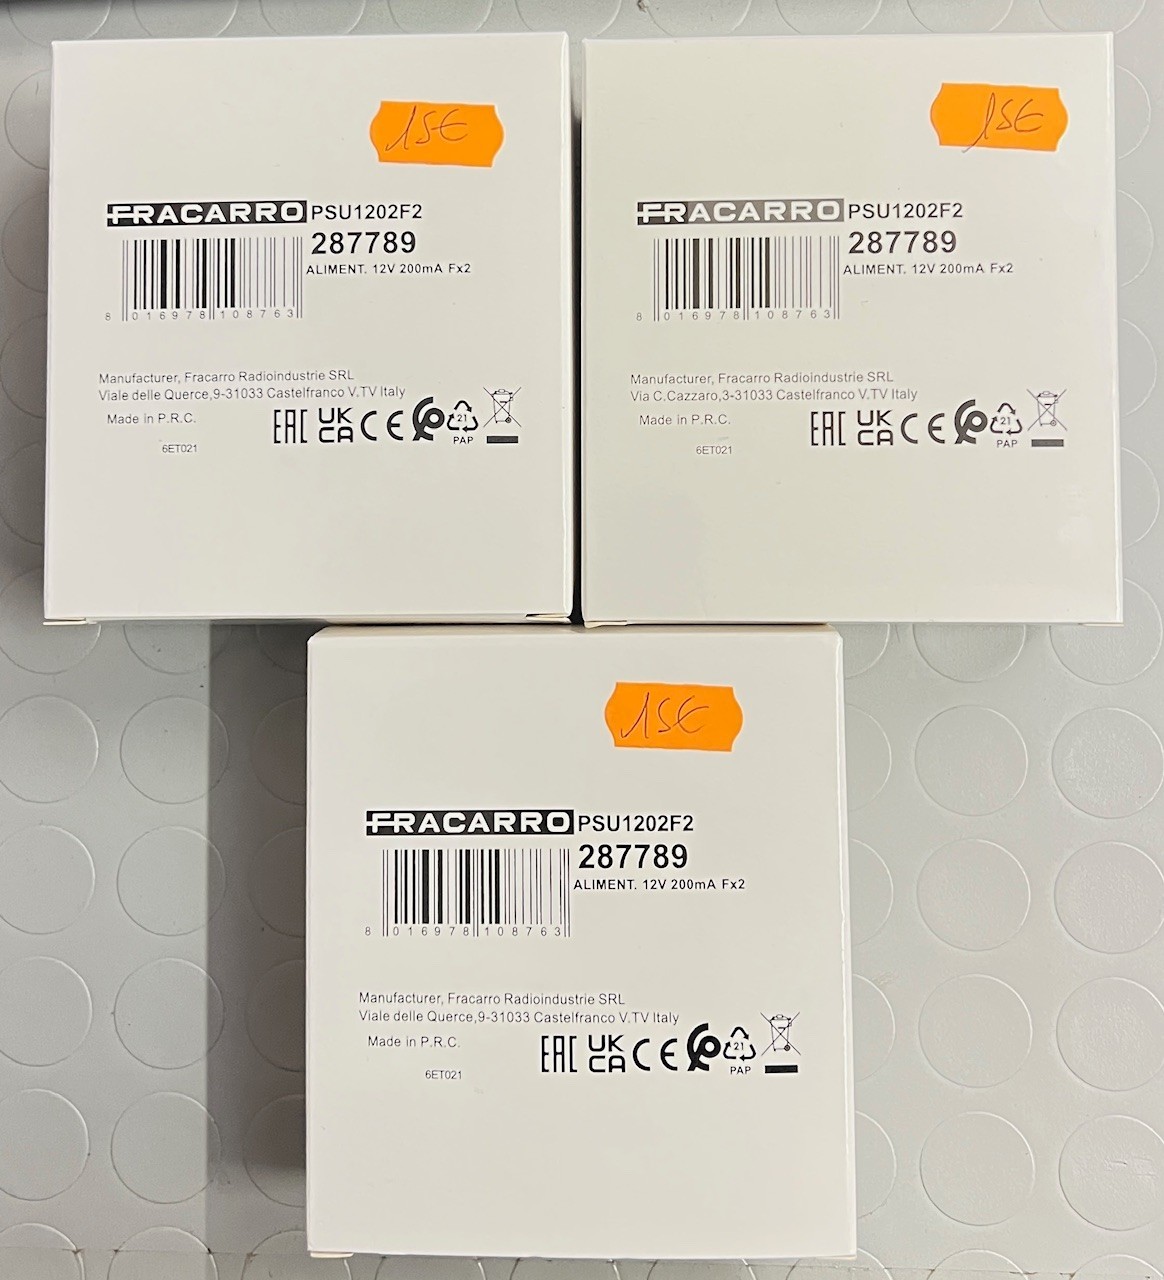 15€
FRACARRO PSU1202F2
287789
ALIMENT. 12V 200mA Fx2
8 016978 108763
Manufacturer, Fracarro Radioindustrie SRL
Viale delle Querce,9-31033 Castelfranco V.TV Italy
Made in P.R.C.
EAC UK CA CE 21
PAP
6ET021
15€
FRACARRO PSU1202F2
287789
ALIMENT. 12V 200mA Fx2
8 016978 108763
Manufacturer, Fracarro Radioindustrie SRL
Via C.Cazzaro,3-31033 Castelfranco V.TV Italy
Made in P.R.C.
EAC UK CA CE 21
PAP
6ET021
15€
FRACARRO PSU1202F2
287789
ALIMENT. 12V 200mA Fx2
8 016978 108763
Manufacturer, Fracarro Radioindustrie SRL
Viale delle Querce,9-31033 Castelfranco V.TV Italy
Made in P.R.C.
EAC UK CA CE 21
PAP
6ET021